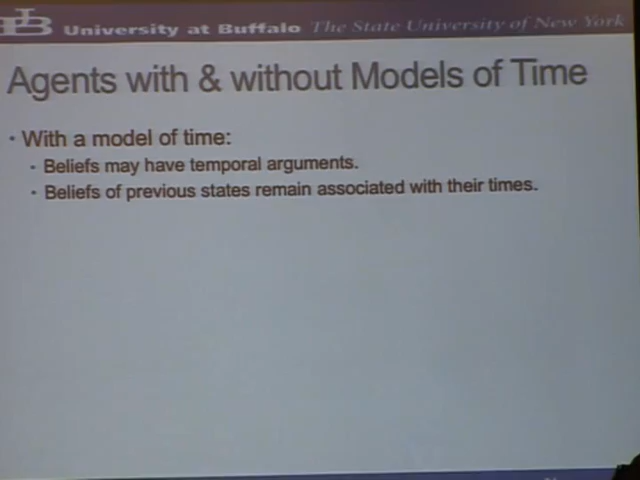 University at Buffalo The State University of New York
Agents with & without Models of Time
• With a model of time:
• Beliefs may have temporal arguments.
• Beliefs of previous states remain associated with their times.